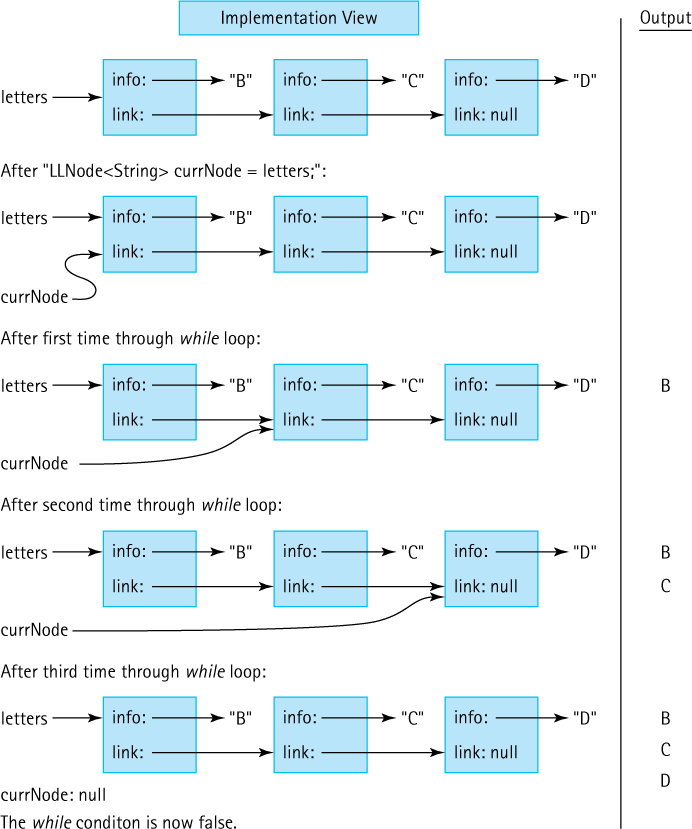 Implementation View
Output
info: "B" info: "C" info: "D"
letters
link: link: link: null
After "LLNode<String> currNode = letters;":
letters info: "B" info: "C" info: "D"
link: link: link: null
currNode
After first time through while loop:
letters info: "B" info: "C" info: "D" B
link: link: link: null
currNode
After second time through while loop:
letters info: "B" info: "C" info: "D" B
link: link: link: null C
currNode
After third time through while loop:
letters info: "B" info: "C" info: "D" B
link: link: link: null C
D
currNode: null
The while conditon is now false.